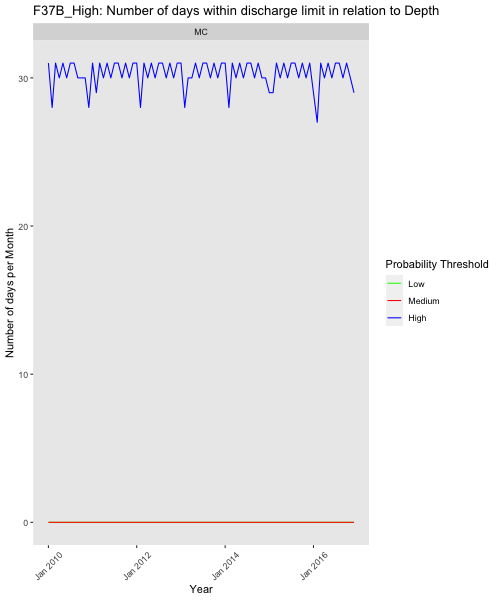 F37B_High: Number of days within discharge limit in relation to Depth
MC
Number of days per Month
30
20
10
0
Jan 2010
Jan 2012
Jan 2014
Jan 2016
Year
Probability Threshold
Low
Medium
High